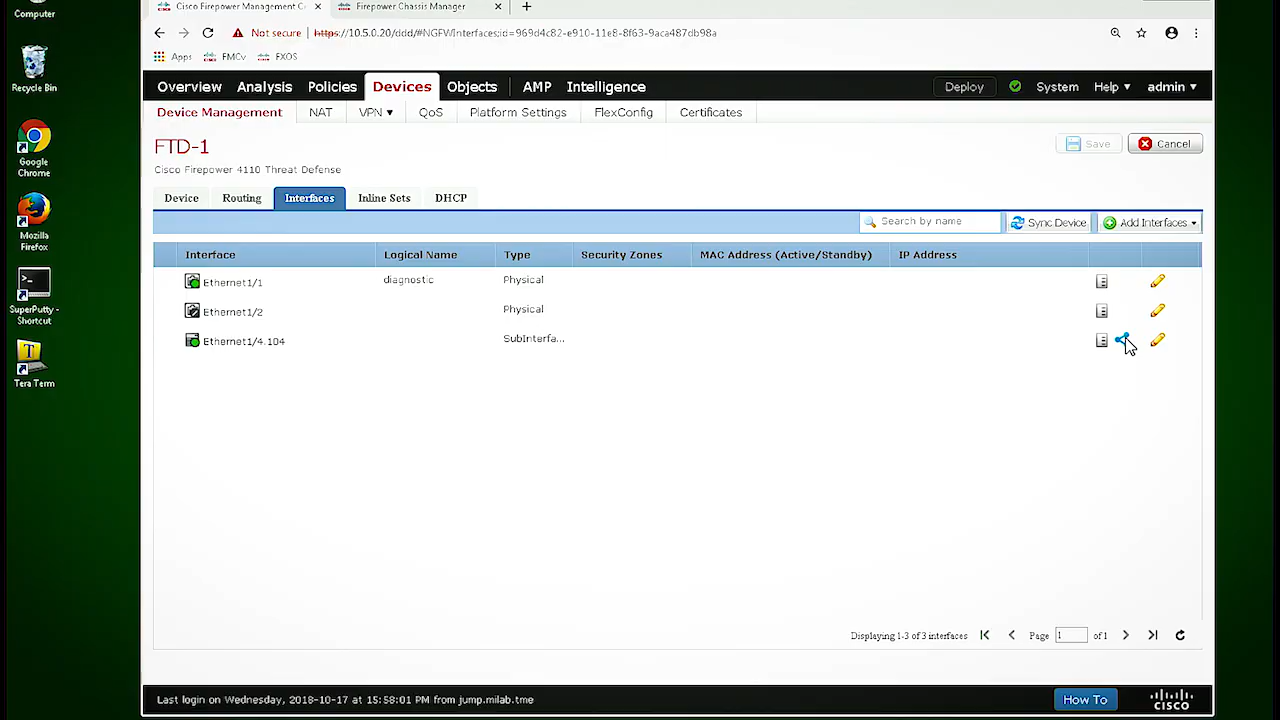 Computer
Recycle Bin
Google
Chrome
Mozilla
Firefox
SuperPutty -
Shortcut
Tera Term
Cisco Firepower Management C
Firepower Chassis Manager
Not secure
https://10.5.0.20/ddd/#NGFWInterfaces;id=969d4c82-e910-11e8-8f63-9aca487db98a
Apps
FMCv
FXOS
Overview Analysis Policies Devices Objects AMP Intelligence
Deploy System Help admin
Device Management NAT VPN QoS Platform Settings FlexConfig Certificates
FTD-1
Save Cancel
Cisco Firepower 4110 Threat Defense
Device Routing Interfaces Inline Sets DHCP
Search by name Sync Device Add Interfaces
Interface Logical Name Type Security Zones MAC Address (Active/Standby) IP Address
Ethernet1/1 diagnostic Physical
Ethernet1/2 Physical
Ethernet1/4.104 SubInterfa...
Displaying 1-3 of 3 interfaces Page 1 of 1
Last login on Wednesday, 2018-10-17 at 15:58:01 PM from jump.milab.tme
How To
cisco